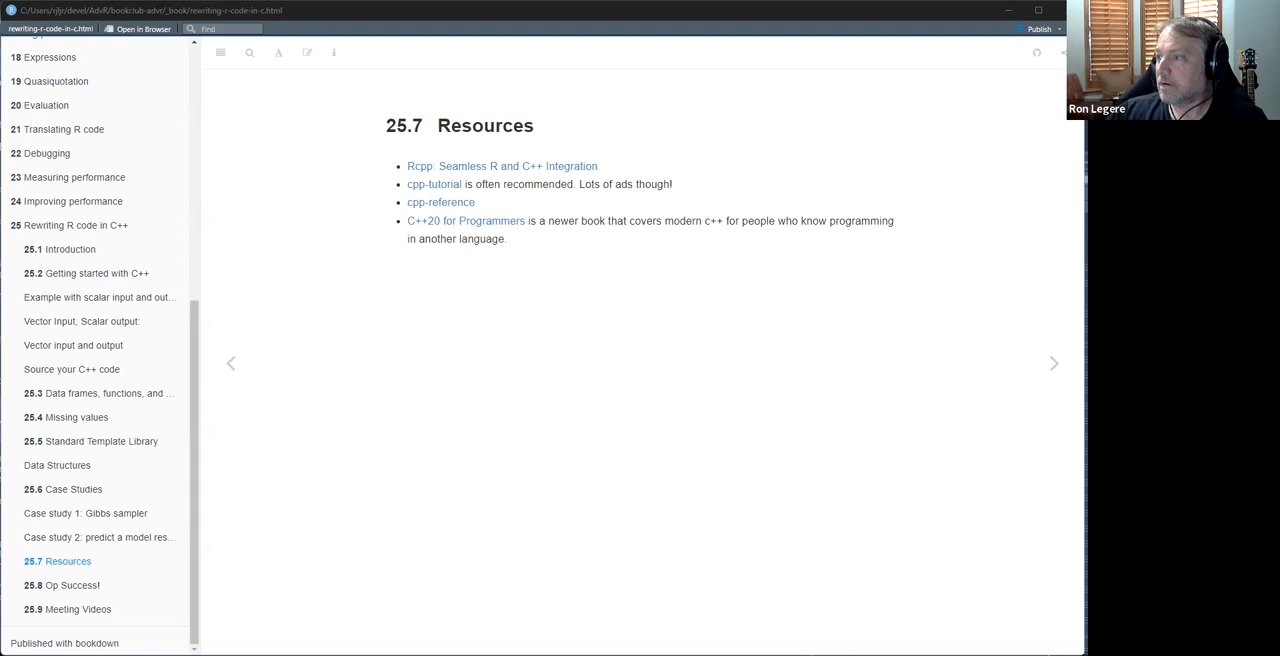 C:/Users/rjljr/devel/AdvR/bookclub-advr/_book/rewriting-r-code-in-c.html
rewriting-r-code-in-c.html
Open in Browser
Find
Publish
18 Expressions
19 Quasiquotation
20 Evaluation
21 Translating R code
22 Debugging
23 Measuring performance
24 Improving performance
25 Rewriting R code in C++
25.1 Introduction
25.2 Getting started with C++
Example with scalar input and out…
Vector Input, Scalar output:
Vector input and output
Source your C++ code
25.3 Data frames, functions, and …
25.4 Missing values
25.5 Standard Template Library
Data Structures
25.6 Case Studies
Case study 1: Gibbs sampler
Case study 2: predict a model res…
25.7 Resources
25.8 Op Success!
25.9 Meeting Videos
Published with bookdown
25.7 Resources
• Rcpp: Seamless R and C++ Integration
• cpp-tutorial is often recommended. Lots of ads though!
• cpp-reference
• C++20 for Programmers is a newer book that covers modern c++ for people who know programming
in another language.
Ron Legere